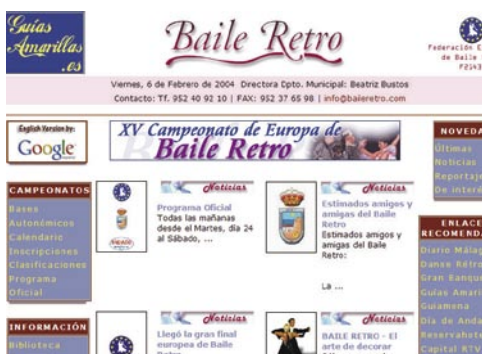 Guías
Amarillas
.es
Baile Retro
Federación E
de Baile
Viernes, 6 de Febrero de 2004 Directora Dpto. Municipal: Beatriz Bustos
Contacto: Tf. 952 40 92 10 | FAX: 952 37 65 98 | info@baileretro.com
English Version by:
Google
XV Campeonato de Europa de
Baile Retro
NOVEDA
Últimas
Noticias
Reportaje
De interé
CAMPEONATOS
Bases
Autonómicos
Calendario
Inscripciones
Clasificaciones
Programa
Oficial
Noticias
Programa Oficial
Todas las mañanas
desde el Martes, día 24
al Sábado, ...
Noticias
Estimados amigos y
amigas del Baile
Retro
Estimados amigos y
amigas del Baile
Retro:
La ...
ENLACE
RECOMEND
Diario Málag
Danse Rétro
Gran Banque
Guías Amari
Guiamena
Día de Anda
Reservahote
Capital RTV
INFORMACIÓN
Biblioteca
Noticias
Llegó la gran final
europea de Baile
Noticias
BAILE RETRO - El
arte de decorar